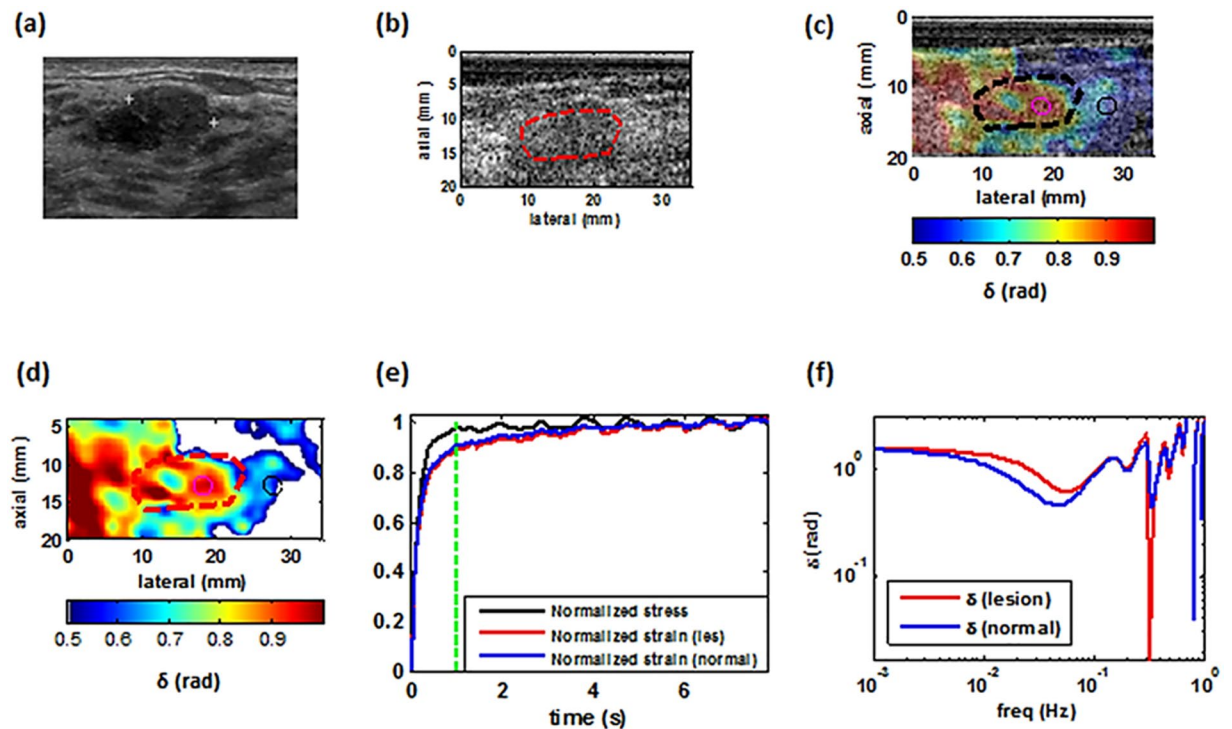 (a)
(b)
0
5
10
15
20
axial (mm)
0 10 20 30
lateral (mm)
(c)
0
10
20
axial (mm)
0 10 20 30
lateral (mm)
0.5 0.6 0.7 0.8 0.9
δ (rad)
(d)
5
10
15
20
axial (mm)
0 10 20 30
lateral (mm)
0.5 0.6 0.7 0.8 0.9
δ (rad)
(e)
1
0.8
0.6
0.4
0.2
0
0 2 4 6
time (s)
Normalized stress
Normalized strain (les)
Normalized strain (normal)
(f)
δ (rad)
10^0
10^-1
10^-3 10^-2 10^-1 10^0
freq (Hz)
δ (lesion)
δ (normal)